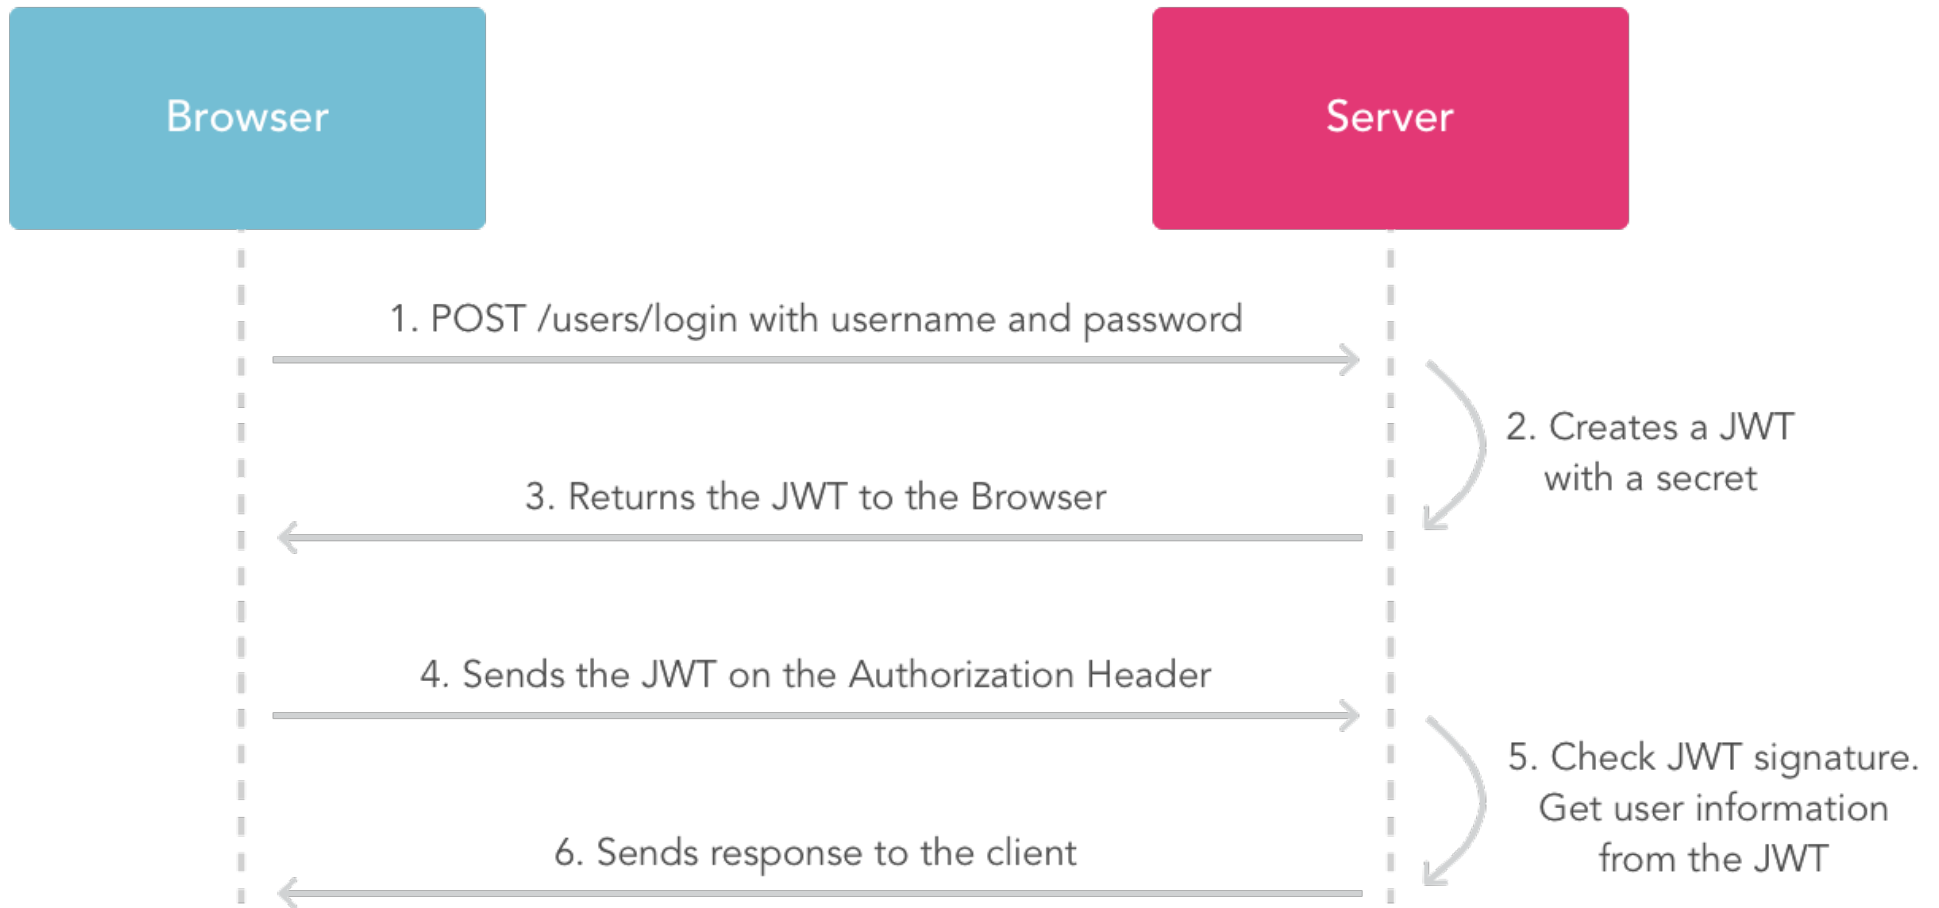 Browser
Server
1. POST /users/login with username and password
2. Creates a JWT
with a secret
3. Returns the JWT to the Browser
4. Sends the JWT on the Authorization Header
5. Check JWT signature.
Get user information
from the JWT
6. Sends response to the client